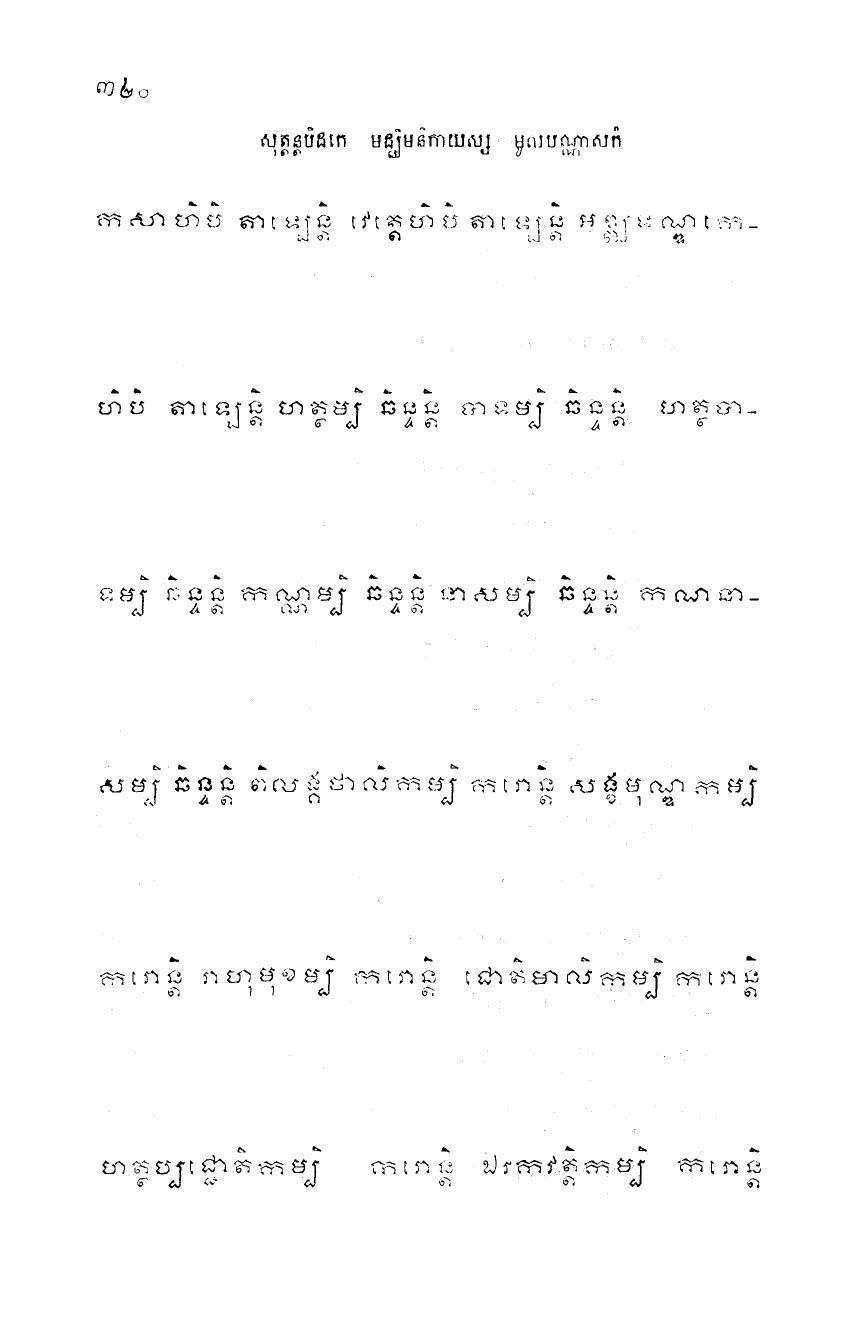 ៣២០
សុត្តន្តបិដកេ មជ្ឈិមនិកាយស្ស មូលបណ្ណាសកំ
កសាហិបិ តាឡេន្តិ វេត្តេហិបិ តាឡេន្តិ អឌ្ឍទណ្ឌកេ-
ហិបិ តាឡេន្តិ ហត្ថម្បិ ឆិន្ទន្តិ បាទម្បិ ឆិន្ទន្តិ ហត្ថបា-
ទម្បិ ឆិន្ទន្តិ កណ្ណម្បិ ឆិន្ទន្តិ នាសម្បិ ឆិន្ទន្តិ កណនា-
សម្បិ ឆិន្ទន្តិ ពិលង្គថាលិកម្បិ ករោន្តិ សង្ខមុណ្ឌកម្បិ
ករោន្តិ រាហុមុខម្បិ ករោន្តិ ជោតិមាលិកម្បិ ករោន្តិ
ហត្ថប្បជ្ជោតិកម្បិ ករោន្តិ ឯរកវត្តិកម្បិ ករោន្តិ